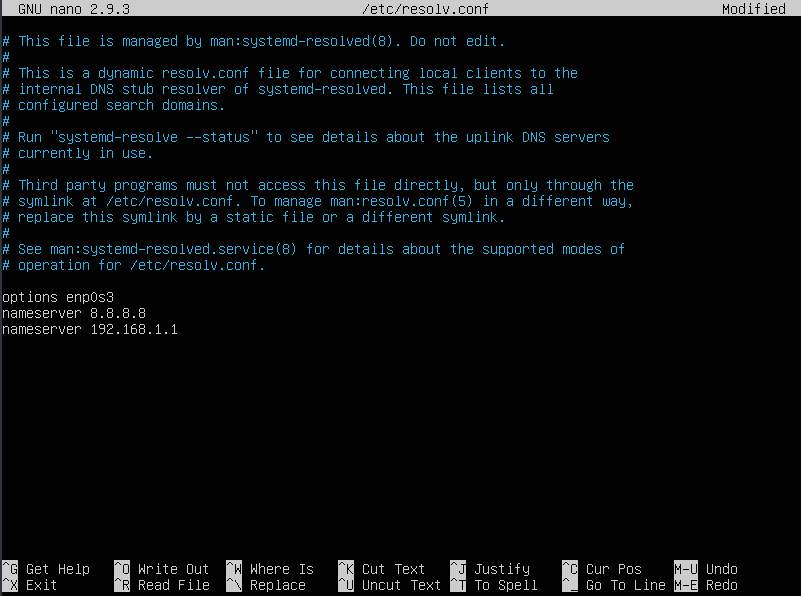 GNU nano 2.9.3 /etc/resolv.conf Modified
# This file is managed by man:systemd-resolved(8). Do not edit.
#
# This is a dynamic resolv.conf file for connecting local clients to the
# internal DNS stub resolver of systemd-resolved. This file lists all
# configured search domains.
#
# Run "systemd-resolve --status" to see details about the uplink DNS servers
# currently in use.
#
# Third party programs must not access this file directly, but only through the
# symlink at /etc/resolv.conf. To manage man:resolv.conf(5) in a different way,
# replace this symlink by a static file or a different symlink.
#
# See man:systemd-resolved.service(8) for details about the supported modes of
# operation for /etc/resolv.conf.
options enp0s3
nameserver 8.8.8.8
nameserver 192.168.1.1
^G Get Help ^O Write Out ^W Where Is ^K Cut Text ^J Justify ^C Cur Pos M-U Undo
^X Exit ^R Read File ^\ Replace ^U Uncut Text ^T To Spell ^_ Go To Line M-E Redo